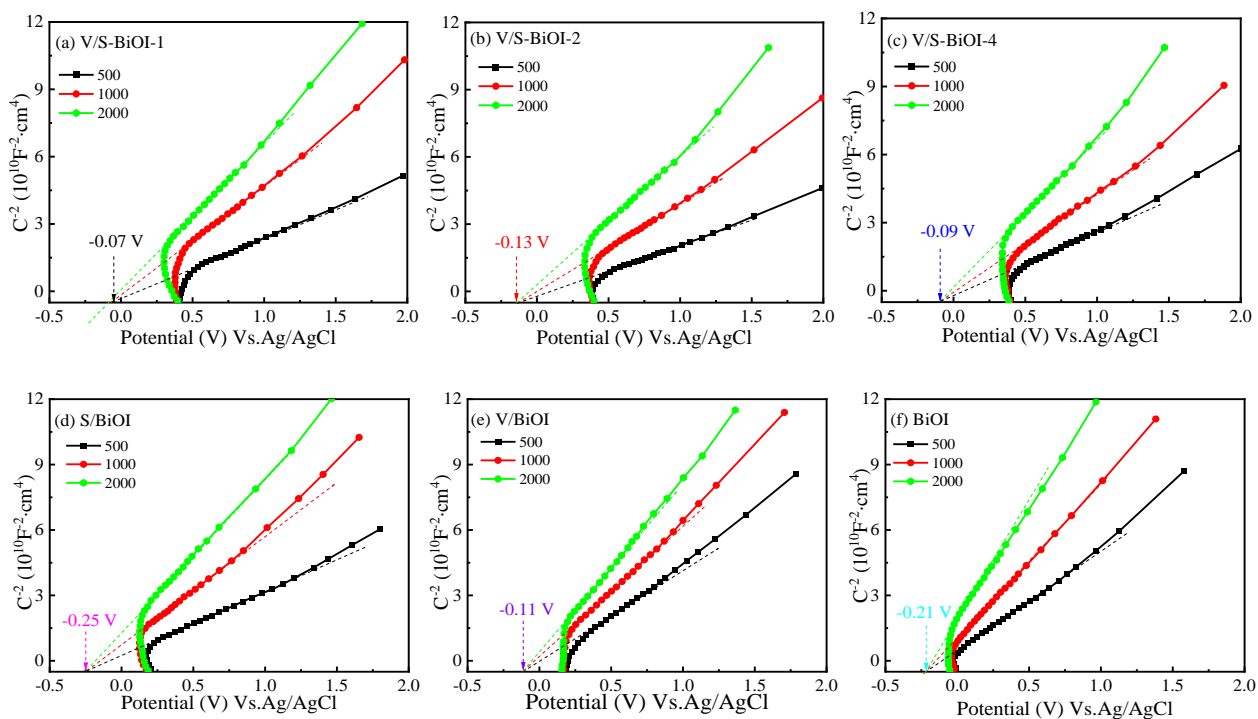 (a) V/S-BiOI-1
500
1000
2000
-0.07 V
12
9
6
3
0
-0.5 0.0 0.5 1.0 1.5 2.0
C⁻² (10¹⁰F⁻²·cm⁴)
Potential (V) Vs.Ag/AgCl
(b) V/S-BiOI-2
500
1000
2000
-0.13 V
12
9
6
3
0
-0.5 0.0 0.5 1.0 1.5 2.0
C⁻² (10¹⁰F⁻²·cm⁴)
Potential (V) Vs.Ag/AgCl
(c) V/S-BiOI-4
500
1000
2000
-0.09 V
12
9
6
3
0
-0.5 0.0 0.5 1.0 1.5 2.0
C⁻² (10¹⁰F⁻²·cm⁴)
Potential (V) Vs.Ag/AgCl
(d) S/BiOI
500
1000
2000
-0.25 V
12
9
6
3
0
-0.5 0.0 0.5 1.0 1.5 2.0
C⁻² (10¹⁰F⁻²·cm⁴)
Potential (V) Vs.Ag/AgCl
(e) V/BiOI
500
1000
2000
-0.11 V
12
9
6
3
0
-0.5 0.0 0.5 1.0 1.5 2.0
C⁻² (10¹⁰F⁻²·cm⁴)
Potential (V) Vs.Ag/AgCl
(f) BiOI
500
1000
2000
-0.21 V
12
9
6
3
0
-0.5 0.0 0.5 1.0 1.5 2.0
C⁻² (10¹⁰F⁻²·cm⁴)
Potential (V) Vs.Ag/AgCl